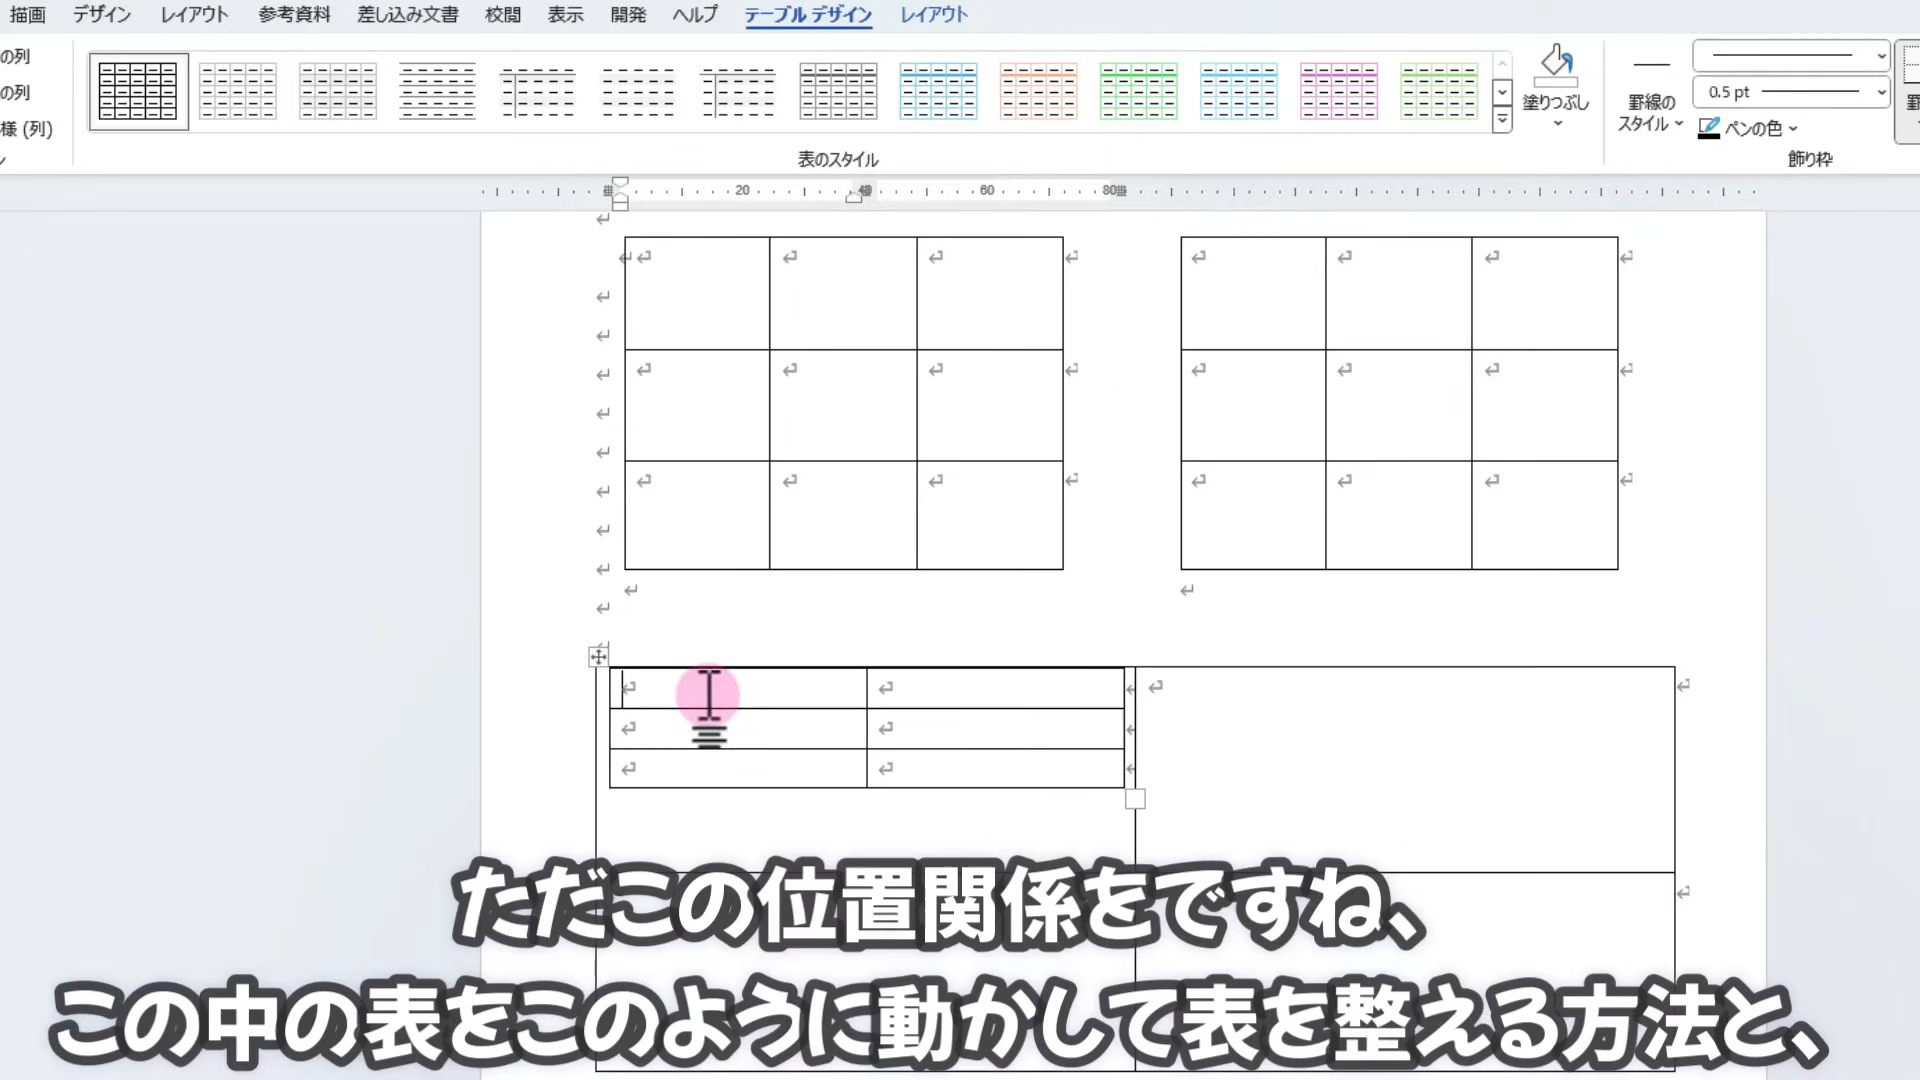 描画 デザイン レイアウト 参考資料 差し込み文書 校閲 表示 開発 ヘルプ テーブル デザイン レイアウト
の列
の列
様 (列)
表のスタイル
塗りつぶし
罫線の
スタイル
0.5 pt
ペンの色
飾り枠
罫
20 40 60 80
ただこの位置関係をですね、
この中の表をこのように動かして表を整える方法と、